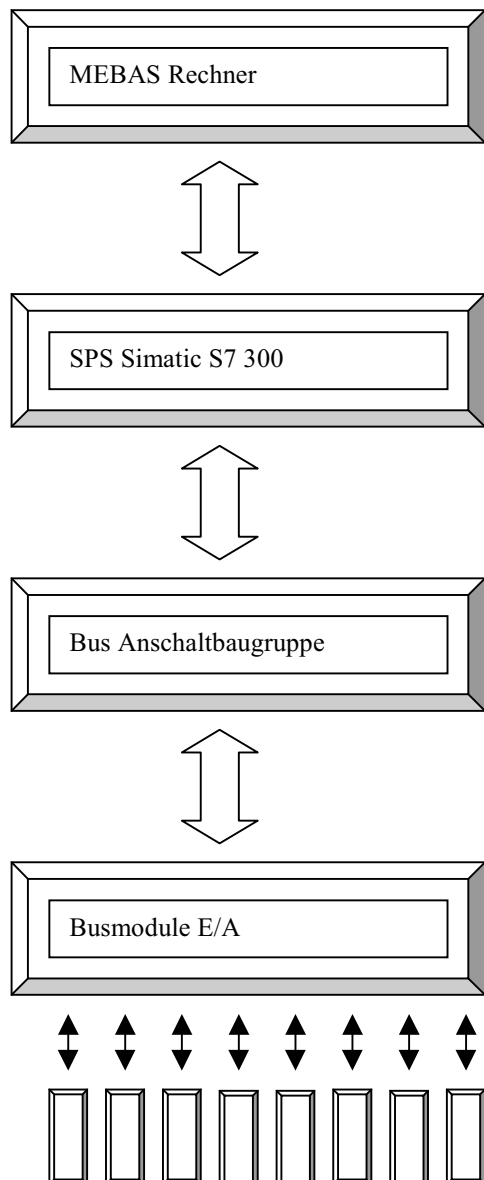 MEBAS Rechner
SPS Simatic S7 300
Bus Anschaltbaugruppe
Busmodule E/A